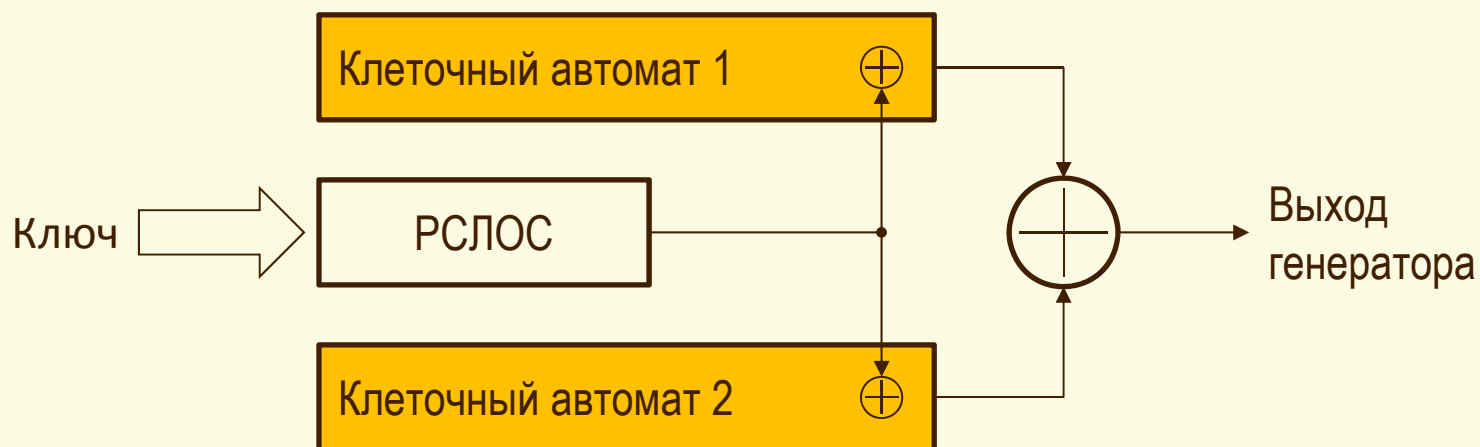 Клеточный автомат 1
Ключ
РСЛОС
Выход
генератора
Клеточный автомат 2